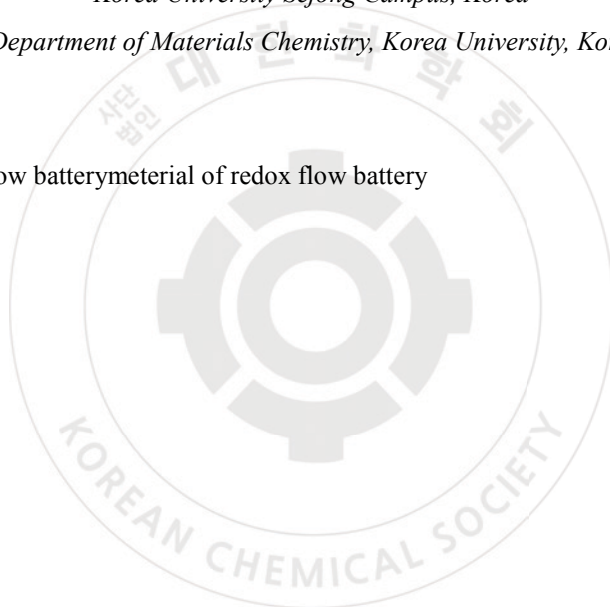 Korea University Sejong Campus, Korea
Department of Materials Chemistry, Korea University, Ko
ow batterymeterial of redox flow battery
사단
법인
대한화학회
KOREAN CHEMICAL SOCIETY